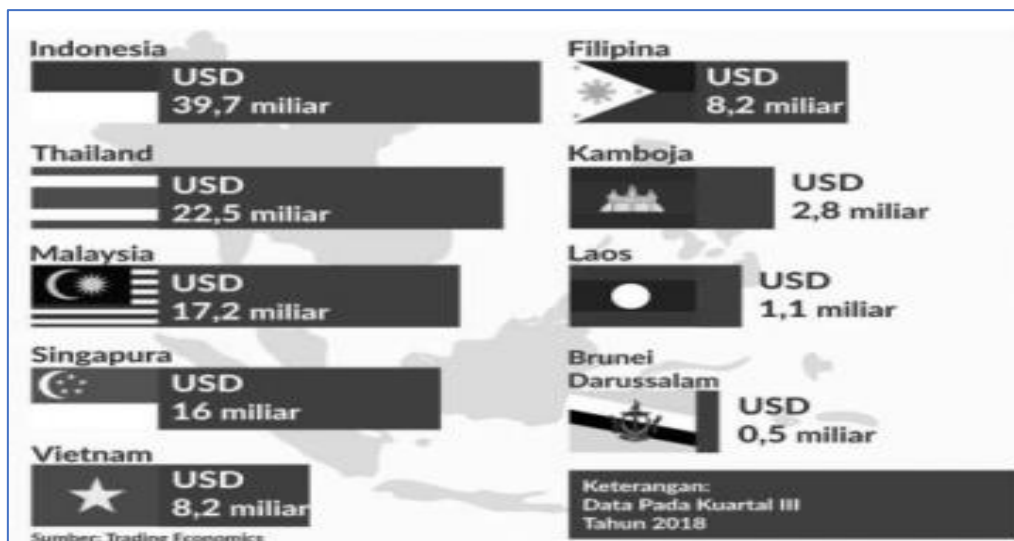 Indonesia
USD
39,7 miliar
Thailand
USD
22,5 miliar
Malaysia
USD
17,2 miliar
Singapura
USD
16 miliar
Vietnam
USD
8,2 miliar
Sumber: Trading Economics
Filipina
USD
8,2 miliar
Kamboja
USD
2,8 miliar
Laos
USD
1,1 miliar
Brunei
Darussalam
USD
0,5 miliar
Keterangan:
Data Pada Kuartal III
Tahun 2018